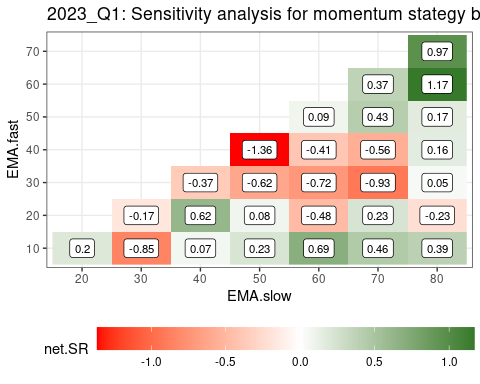 2023_Q1: Sensitivity analysis for momentum stategy b
EMA.fast
70
0.97
60
0.37 1.17
50
0.09 0.43 0.17
40
-1.36 -0.41 -0.56 0.16
30
-0.37 -0.62 -0.72 -0.93 0.05
20
-0.17 0.62 0.08 -0.48 0.23 -0.23
10
0.2 -0.85 0.07 0.23 0.69 0.46 0.39
20 30 40 50 60 70 80
EMA.slow
net.SR
-1.0 -0.5 0.0 0.5 1.0